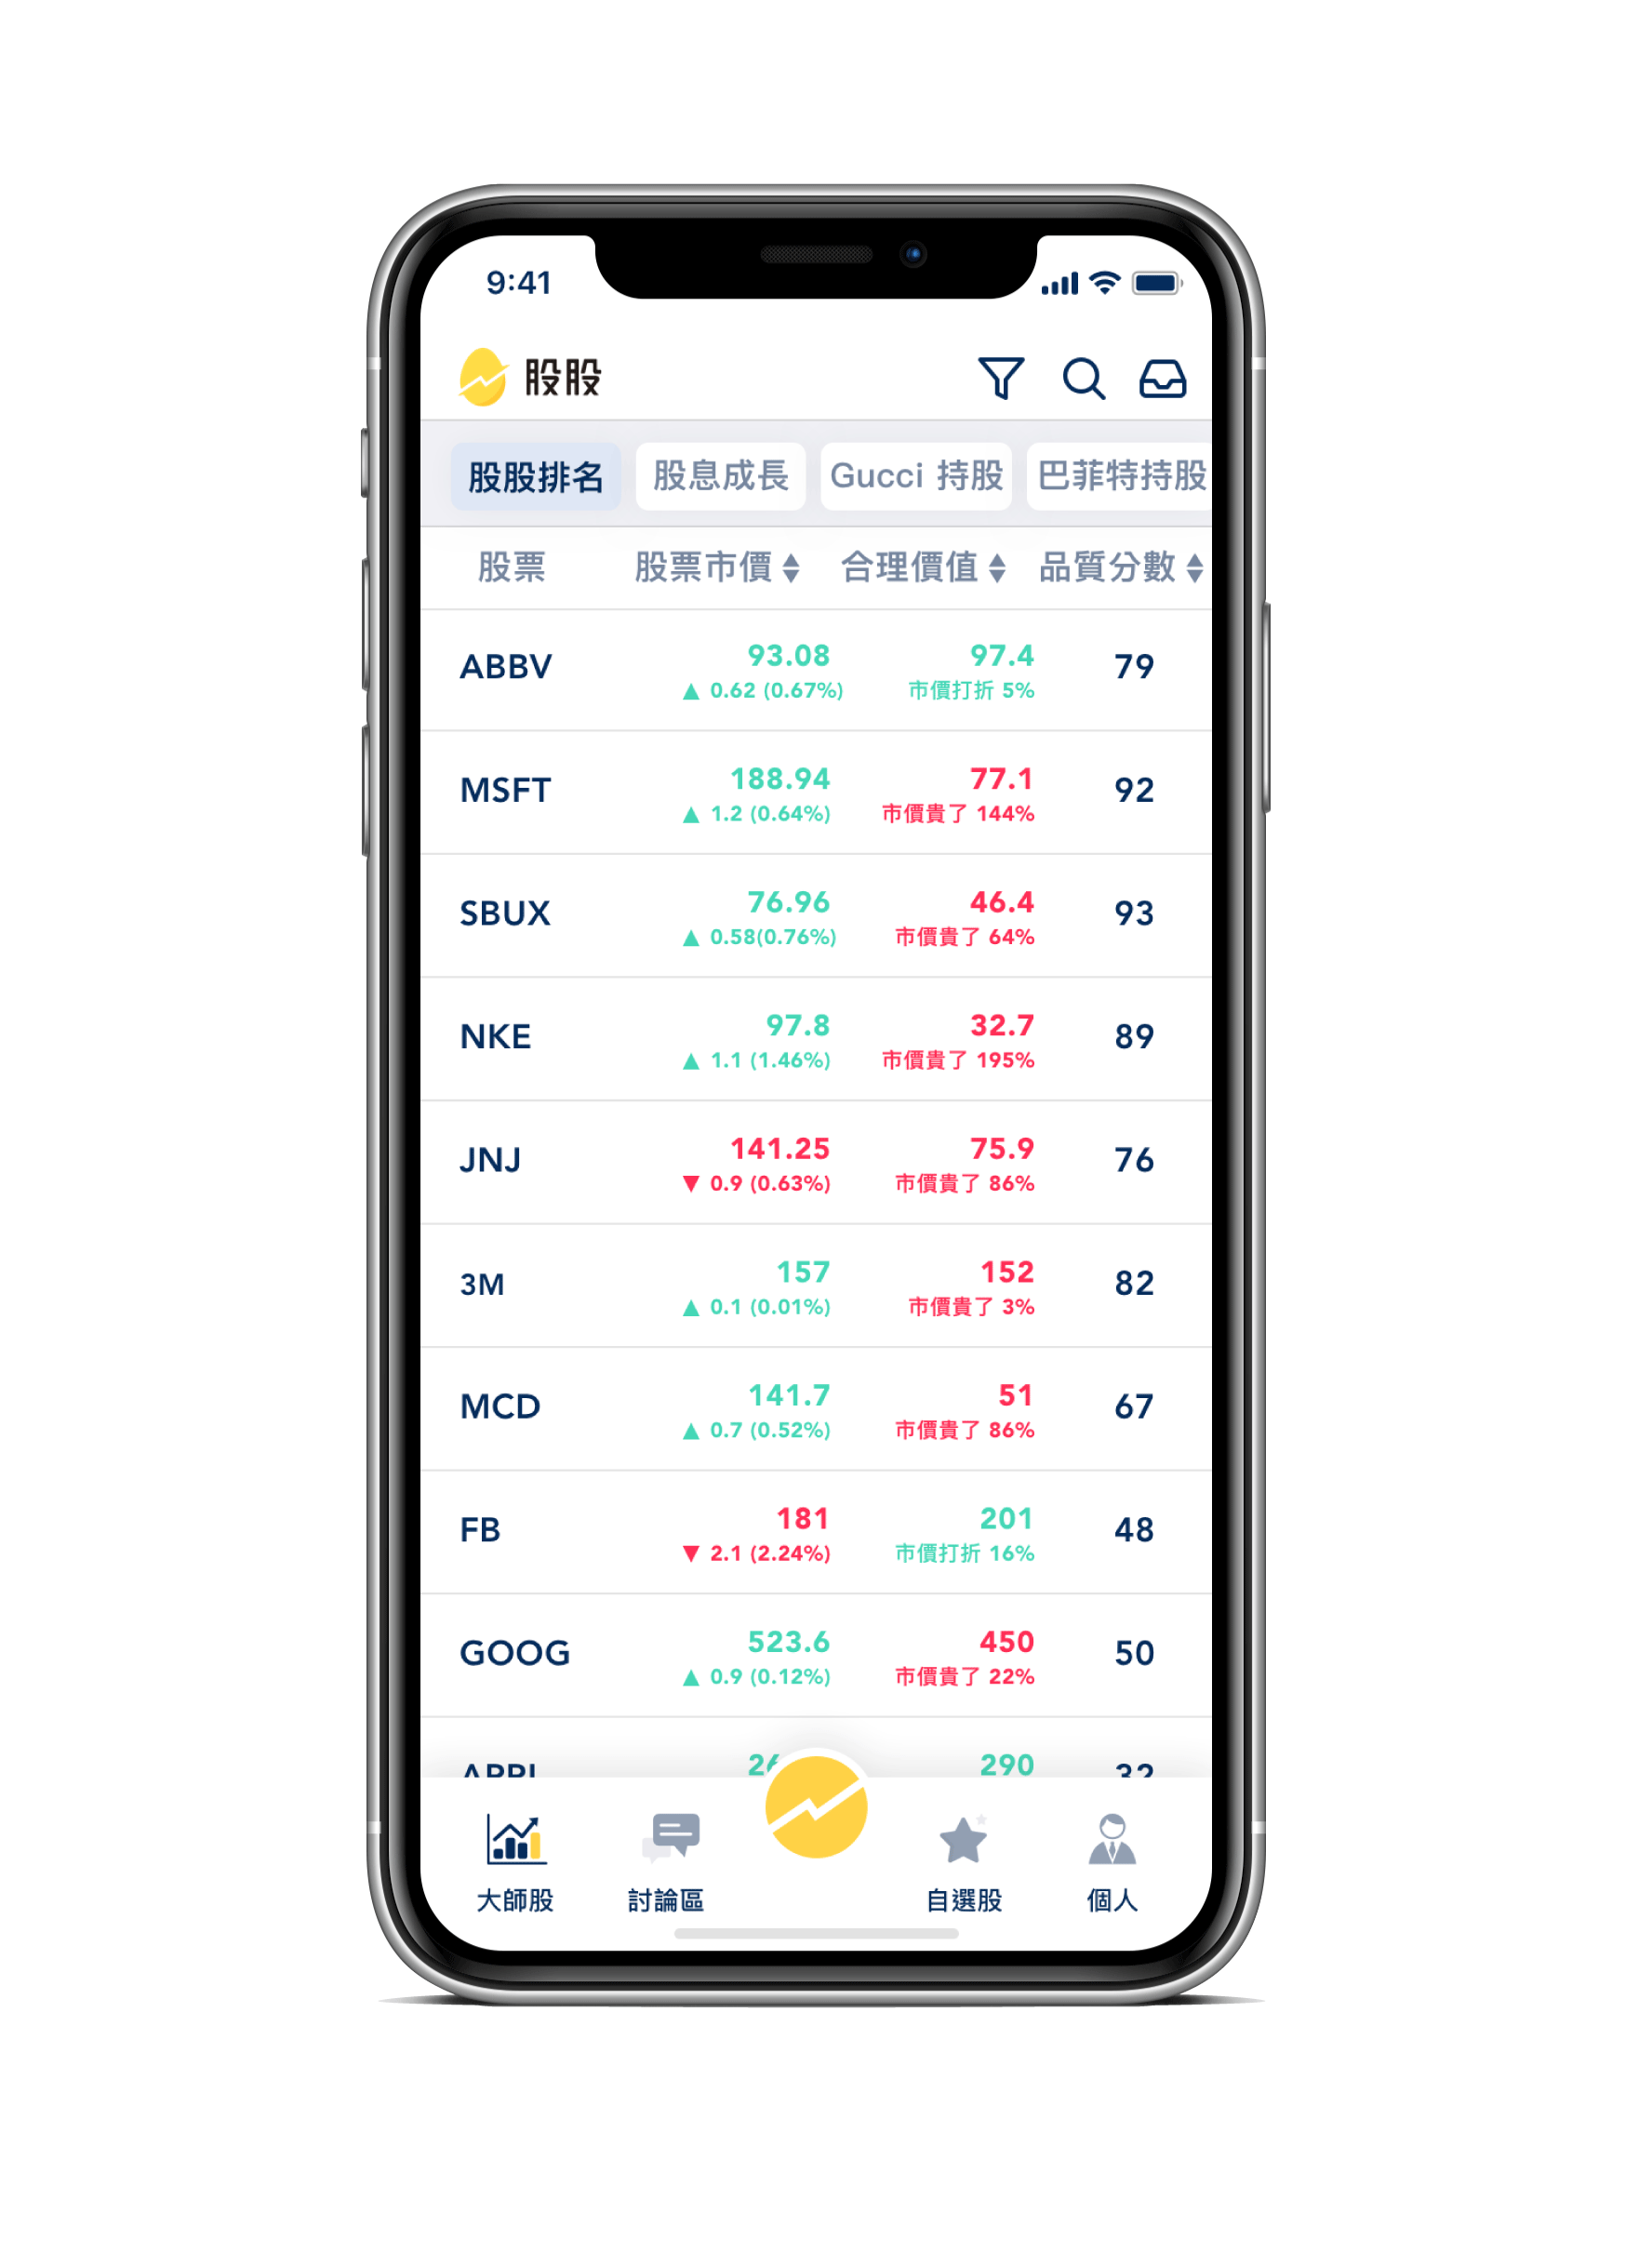 9:41
股股
股股排名 股息成長 Gucci 持股 巴菲特持股
股票 股票市價 合理價值 品質分數
ABBV 93.08 97.4 79
▲ 0.62 (0.67%) 市價打折 5%
MSFT 188.94 77.1 92
▲ 1.2 (0.64%) 市價貴了 144%
SBUX 76.96 46.4 93
▲ 0.58(0.76%) 市價貴了 64%
NKE 97.8 32.7 89
▲ 1.1 (1.46%) 市價貴了 195%
JNJ 141.25 75.9 76
▼ 0.9 (0.63%) 市價貴了 86%
3M 157 152 82
▲ 0.1 (0.01%) 市價貴了 3%
MCD 141.7 51 67
▲ 0.7 (0.52%) 市價貴了 86%
FB 181 201 48
▼ 2.1 (2.24%) 市價打折 16%
GOOG 523.6 450 50
▲ 0.9 (0.12%) 市價貴了 22%
290
大師股 討論區 自選股 個人